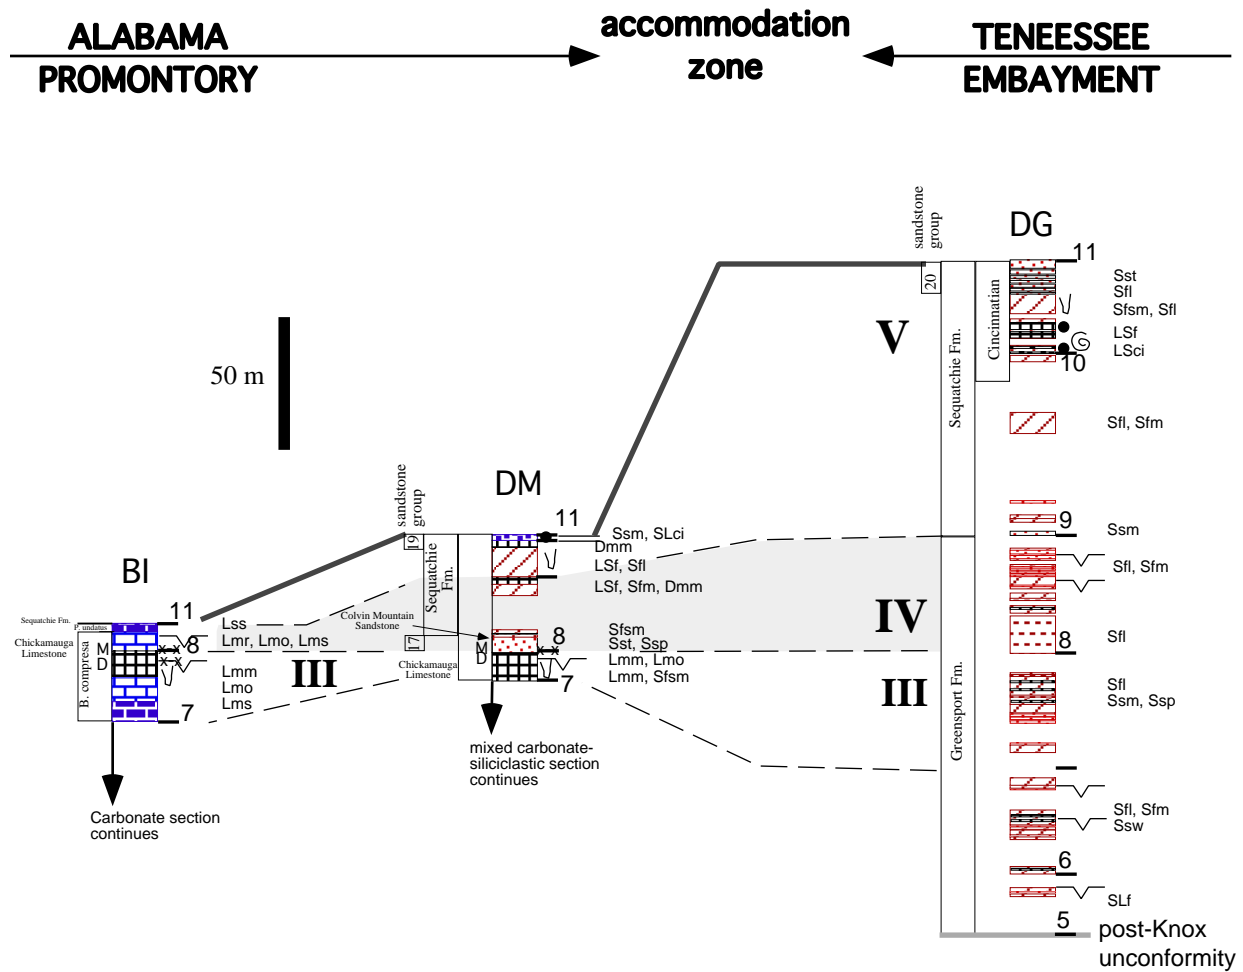 ALABAMA
PROMONTORY
accommodation
zone
TENEESSEE
EMBAYMENT
50 m
BI
11
Sequatchie Fm.
P. undatus
Chickamauga
Limestone
B. compresa
M
D
x x
8
x x
7
Lss
Lmr, Lmo, Lms
Lmm
Lmo
Lms
III
Carbonate section
continues
sandstone
group
19
17
DM
11
Sequatchie
Fm.
Colvin Mountain
Sandstone
Chickamauga
Limestone
M
D
8
x x
7
Ssm, SLci
Dmm
LSf, Sfl
LSf, Sfm, Dmm
Sfsm
Sst, Ssp
Lmm, Lmo
Lmm, Sfsm
mixed carbonate-
siliciclastic section
continues
V
IV
III
sandstone
group
20
Sequatchie Fm.
Greensport Fm.
Cincinnatian
DG
11
Sst
Sfl
Sfsm, Sfl
LSf
LSci
10
Sfl, Sfm
9
Ssm
Sfl, Sfm
8
Sfl
Sfl
Ssm, Ssp
Sfl, Sfm
Ssw
6
SLf
5
post-Knox
unconformity